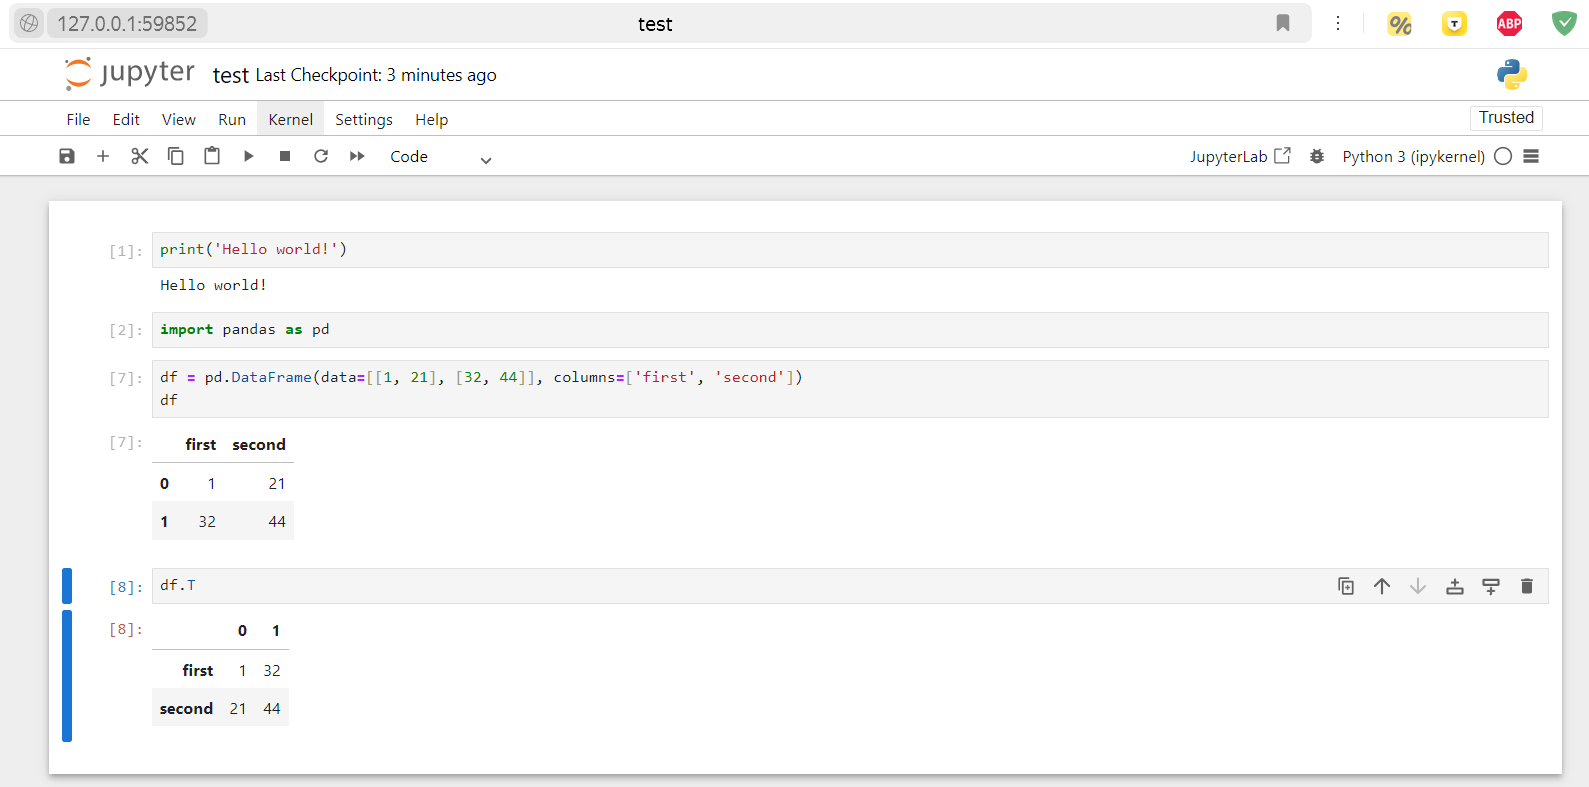 127.0.0.1:59852 test
% T ABP
jupyter test Last Checkpoint: 3 minutes ago
File Edit View Run Kernel Settings Help Trusted
Code JupyterLab Python 3 (ipykernel)
[1]: print('Hello world!')
Hello world!
[2]: import pandas as pd
[7]: df = pd.DataFrame(data=[[1, 21], [32, 44]], columns=['first', 'second'])
df
[7]: first second
0 1 21
1 32 44
[8]: df.T
[8]: 0 1
first 1 32
second 21 44